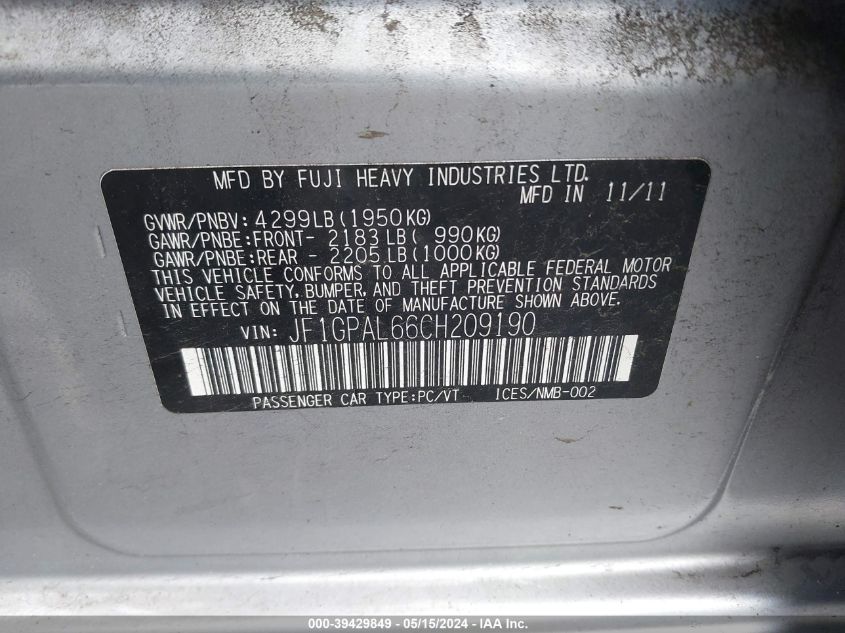 MFD BY FUJI HEAVY INDUSTRIES LTD.
MFD IN 11/11
GVWR/PNBV: 4299LB (1950KG)
GAWR/PNBE: FRONT- 2183 LB ( 990KG)
GAWR/PNBE: REAR - 2205 LB (1000KG)
THIS VEHICLE CONFORMS TO ALL APPLICABLE FEDERAL MOTOR
VEHICLE SAFETY, BUMPER, AND THEFT PREVENTION STANDARDS
IN EFFECT ON THE DATE OF MANUFACTURE SHOWN ABOVE.
VIN: JF1GPAL66CH209190
PASSENGER CAR TYPE:PC/VT 1CES/NMB-002
000-39429849 - 05/15/2024 - IAAI Inc.